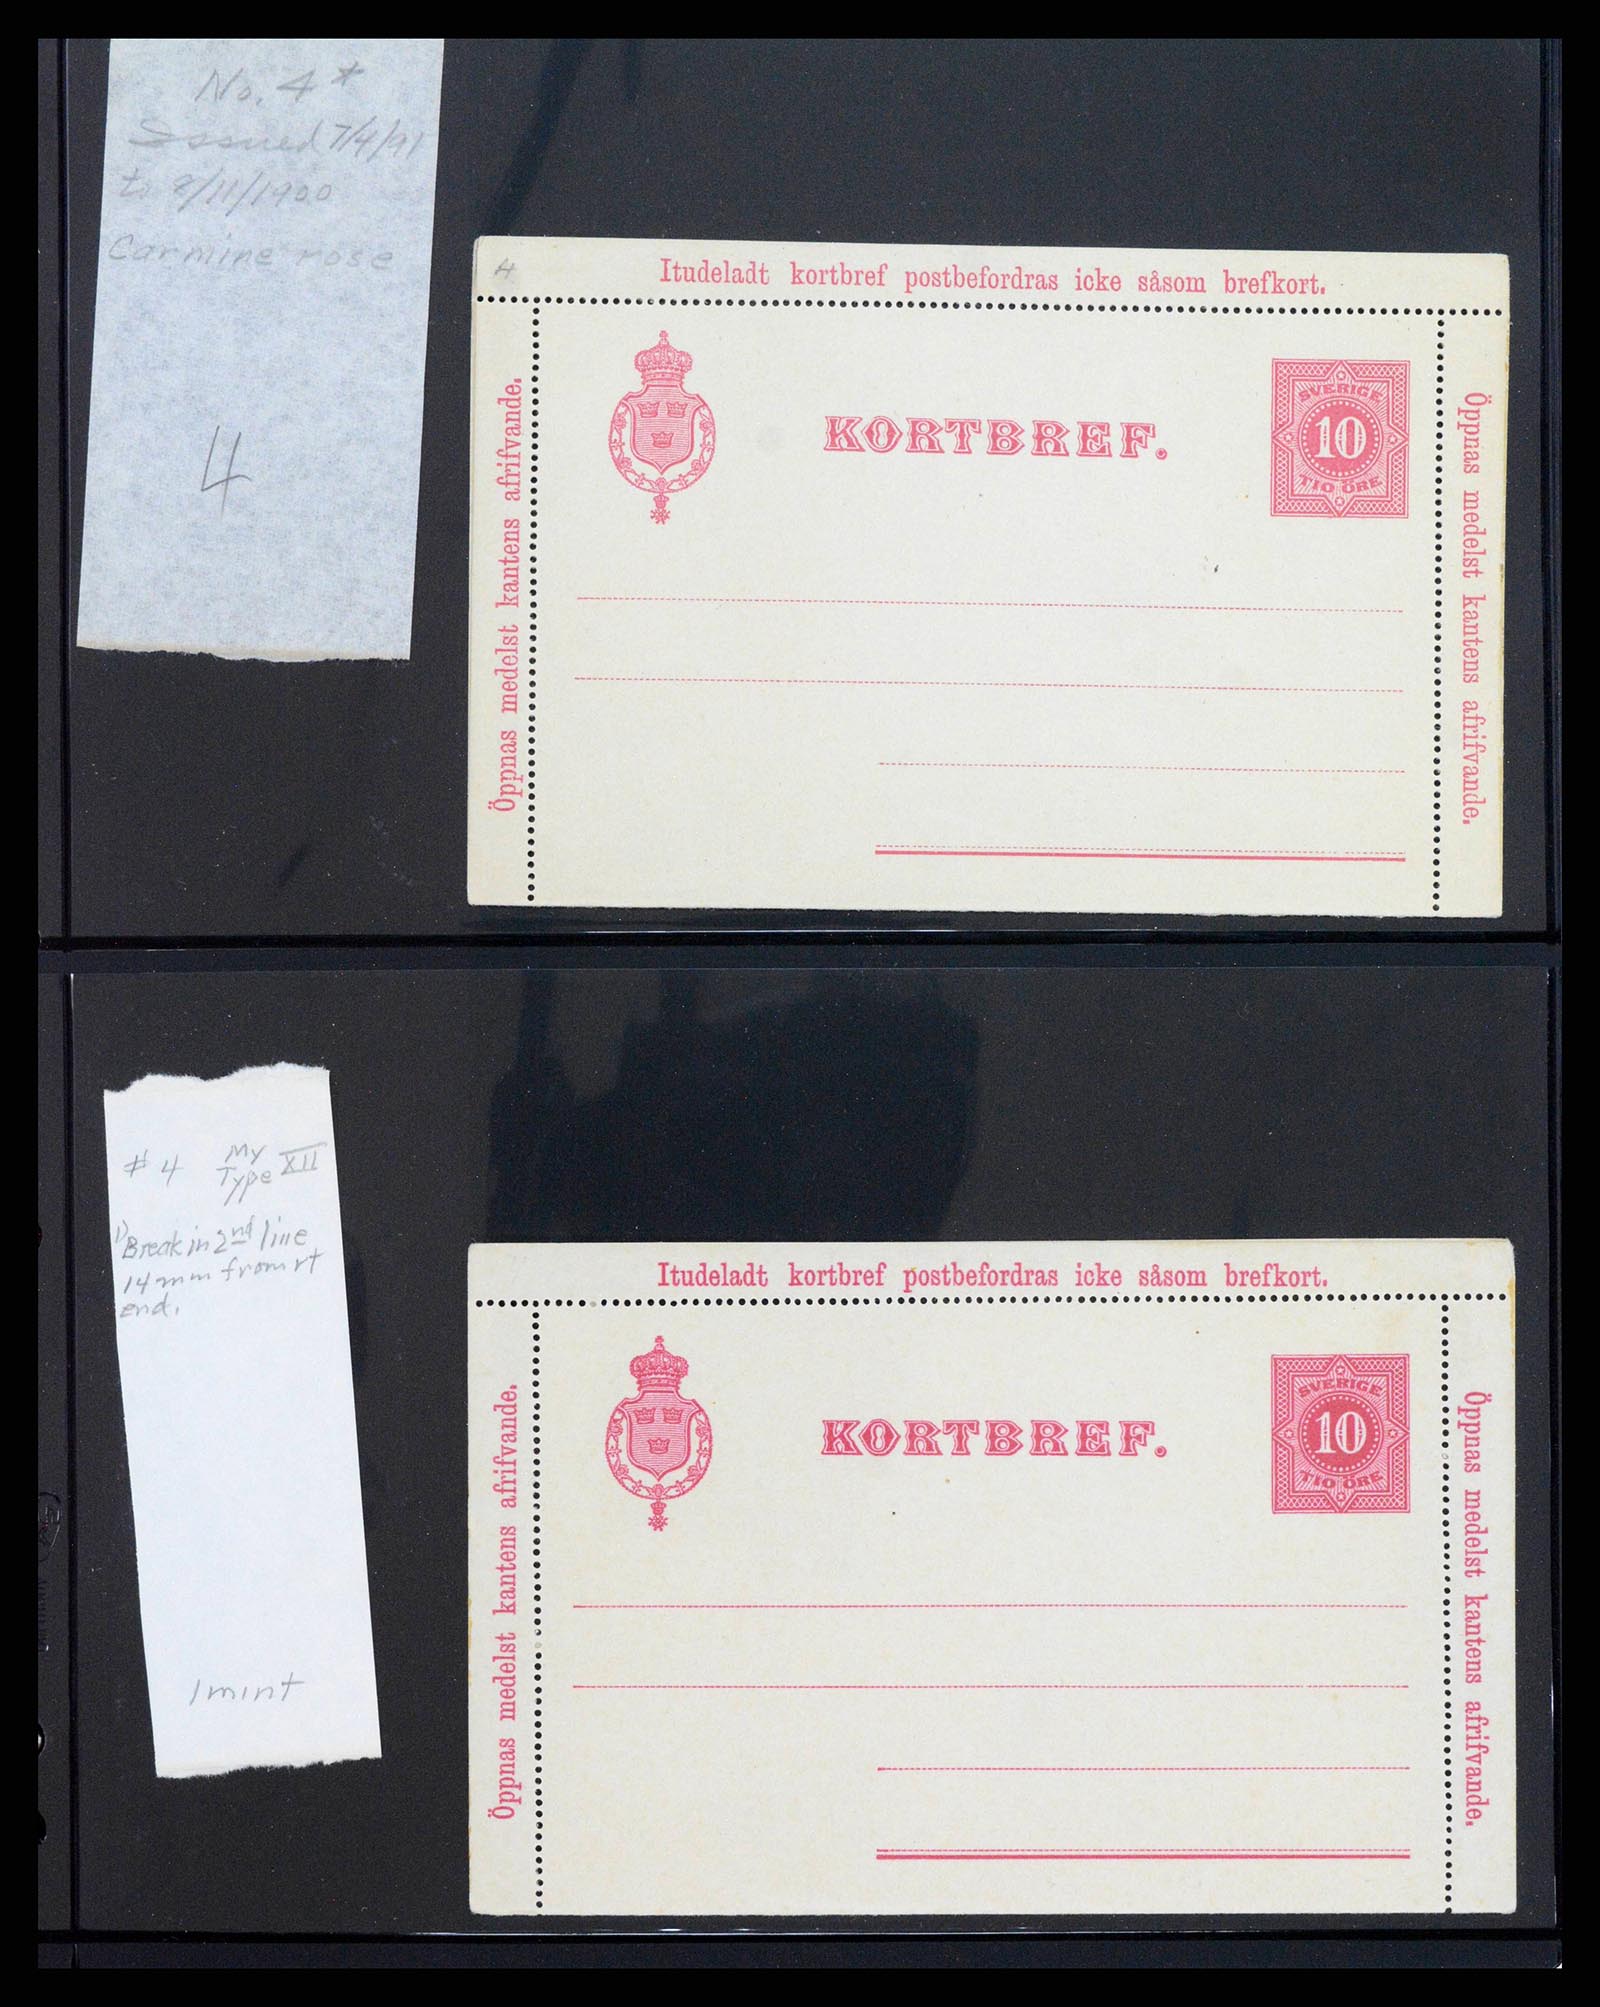 No. 4*
Issued 7/4/91
to 8/11/1900
Carmine rose
4
4
Itudeladt kortbref postbefordras icke såsom brefkort.
Öppnas medelst kantens afrifvande.
KORTBREF.
SVERIGE
10
TIO ÖRE
Öppnas medelst kantens afrifvande.
# 4 My Type XII
1) Break in 2nd line
14 mm from rt
end.
1 mint
Itudeladt kortbref postbefordras icke såsom brefkort.
Öppnas medelst kantens afrifvande.
KORTBREF.
SVERIGE
10
TIO ÖRE
Öppnas medelst kantens afrifvande.